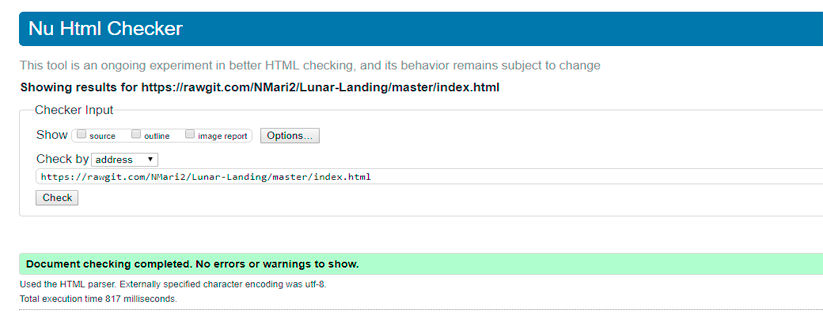 Nu Html Checker
This tool is an ongoing experiment in better HTML checking, and its behavior remains subject to change
Showing results for https://rawgit.com/NMari2/Lunar-Landing/master/index.html
Checker Input
Show source outline image report Options...
Check by address
https://rawgit.com/NMari2/Lunar-Landing/master/index.html
Check
Document checking completed. No errors or warnings to show.
Used the HTML parser. Externally specified character encoding was utf-8.
Total execution time 817 milliseconds.